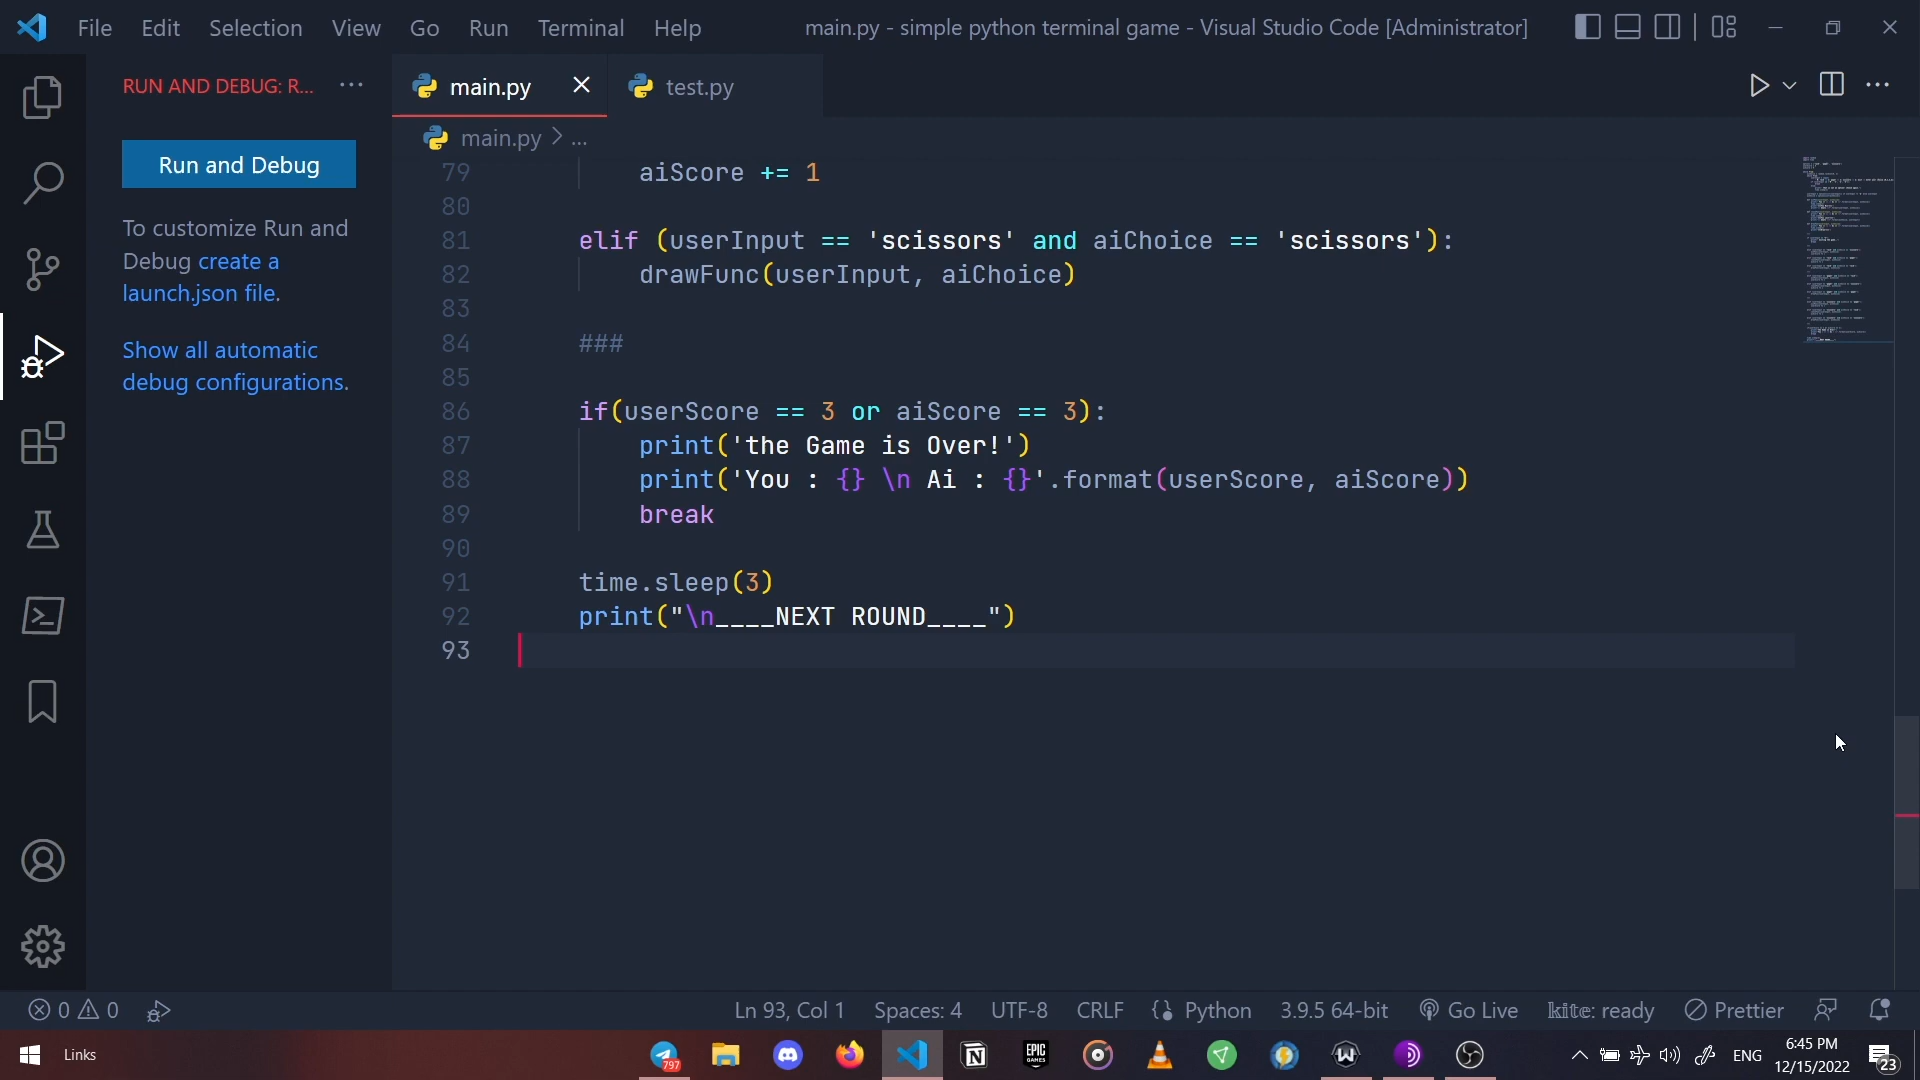 File Edit Selection View Go Run Terminal Help main.py - simple python terminal game - Visual Studio Code [Administrator]
RUN AND DEBUG: R... ...
main.py test.py
Run and Debug
To customize Run and
Debug create a
launch.json file.
Show all automatic
debug configurations.
main.py > ...
79 aiScore += 1
80
81 elif (userInput == 'scissors' and aiChoice == 'scissors'):
82 drawFunc(userInput, aiChoice)
83
84 ###
85
86 if(userScore == 3 or aiScore == 3):
87 print('the Game is Over!')
88 print('You : {} \n Ai : {}'.format(userScore, aiScore))
89 break
90
91 time.sleep(3)
92 print("\n____NEXT ROUND____")
93
0 0 Ln 93, Col 1 Spaces: 4 UTF-8 CRLF Python 3.9.5 64-bit Go Live kite: ready Prettier
Links 797 EPIC GAMES ENG 6:45 PM
12/15/2022 23